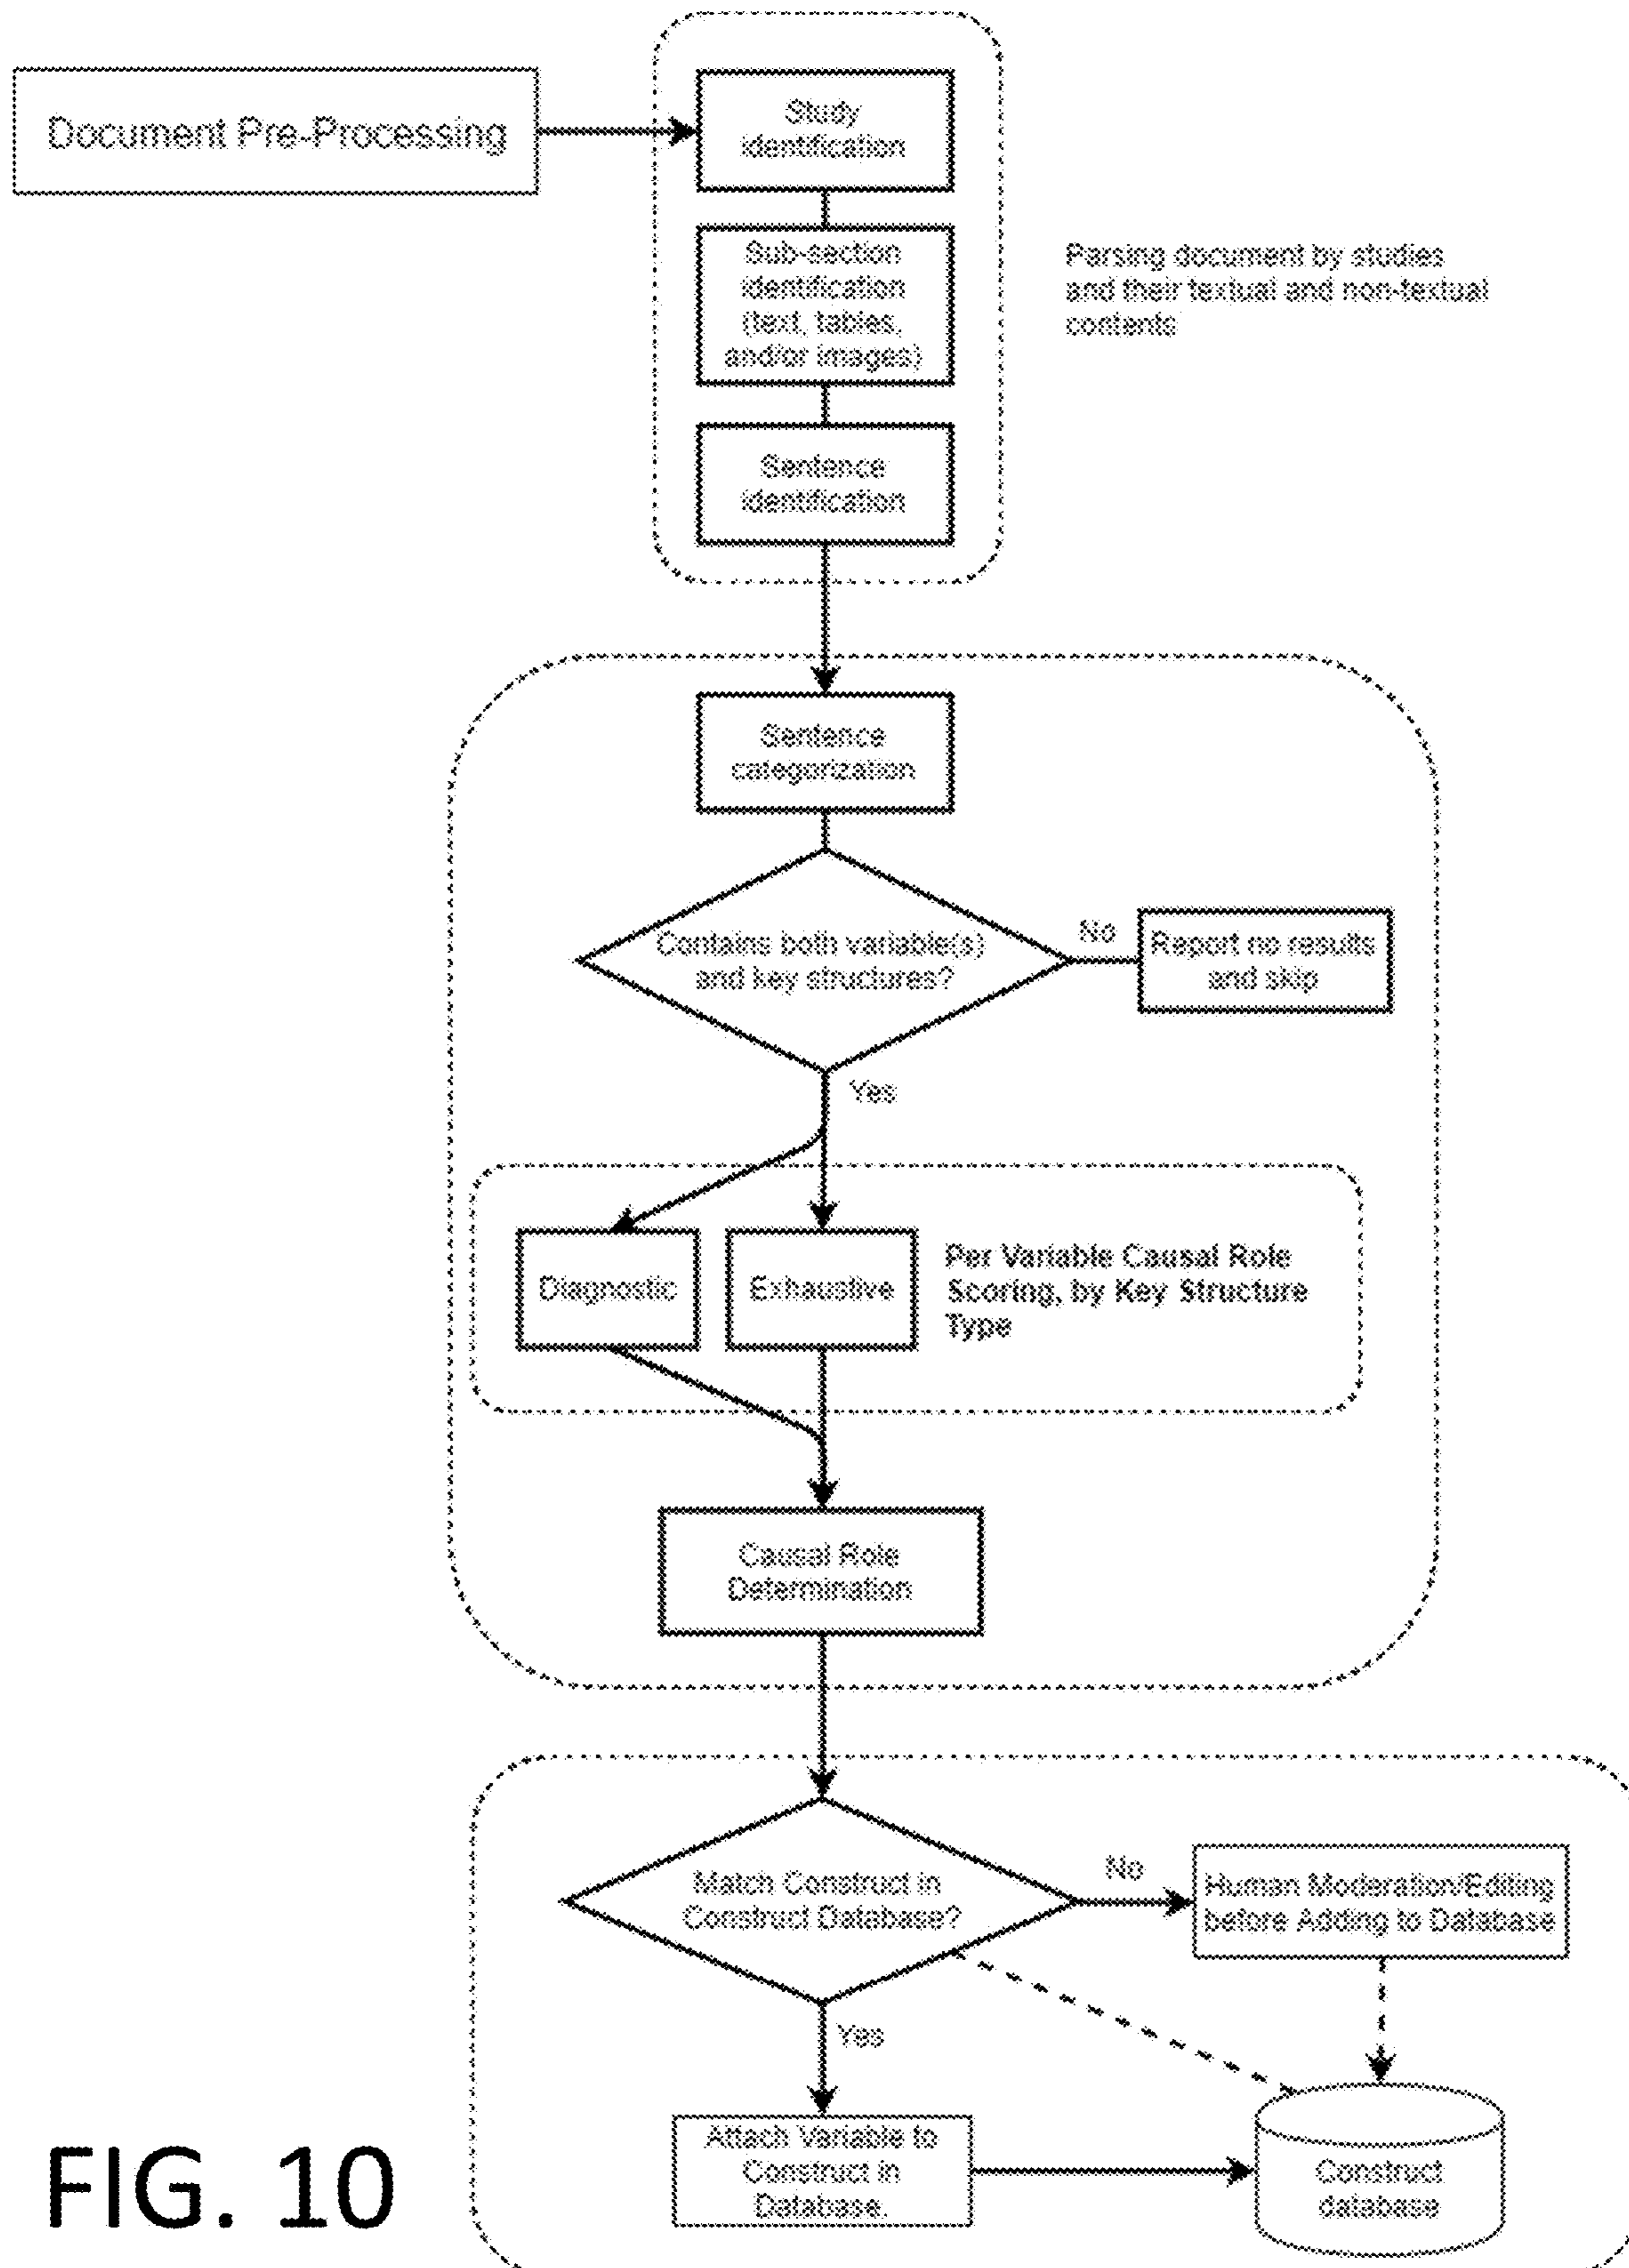 Document Pre-Processing
Study
identification
Sub-section
identification
(text, tables,
and/or images)
Parsing document by studies
and their textual and non-textual
contents
Sentence
identification
Sentence
categorization
Contains both variable(s)
and key structures?
No
Report no results
and skip
Yes
Diagnostic
Exhaustive
Per Variable Causal Role
Scoring, by Key Structure
Type
Causal Role
Determination
Match Construct in
Construct Database?
No
Human Moderation/Editing
before Adding to Database
Yes
Attach Variable to
Construct in
Database.
Construct
database
FIG. 10